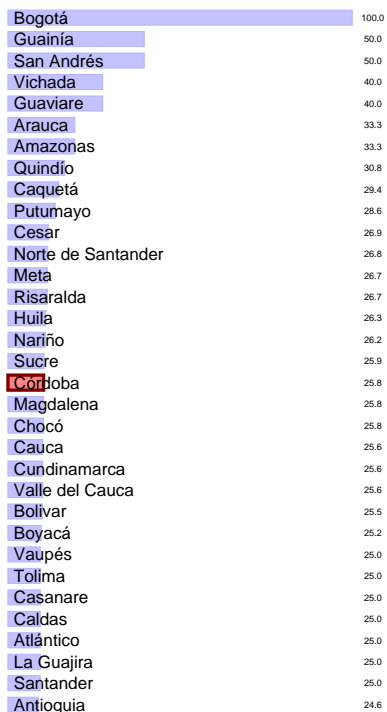 Bogotá 100.0
Guainía 50.0
San Andrés 50.0
Vichada 40.0
Guaviare 40.0
Arauca 33.3
Amazonas 33.3
Quindío 30.8
Caquetá 29.4
Putumayo 28.6
Cesar 26.9
Norte de Santander 26.8
Meta 26.7
Risaralda 26.7
Huila 26.3
Nariño 26.2
Sucre 25.9
Córdoba 25.8
Magdalena 25.8
Chocó 25.8
Cauca 25.6
Cundinamarca 25.6
Valle del Cauca 25.6
Bolivar 25.5
Boyacá 25.2
Vaupés 25.0
Tolima 25.0
Casanare 25.0
Caldas 25.0
Atlántico 25.0
La Guajira 25.0
Santander 25.0
Antioquia 24.6